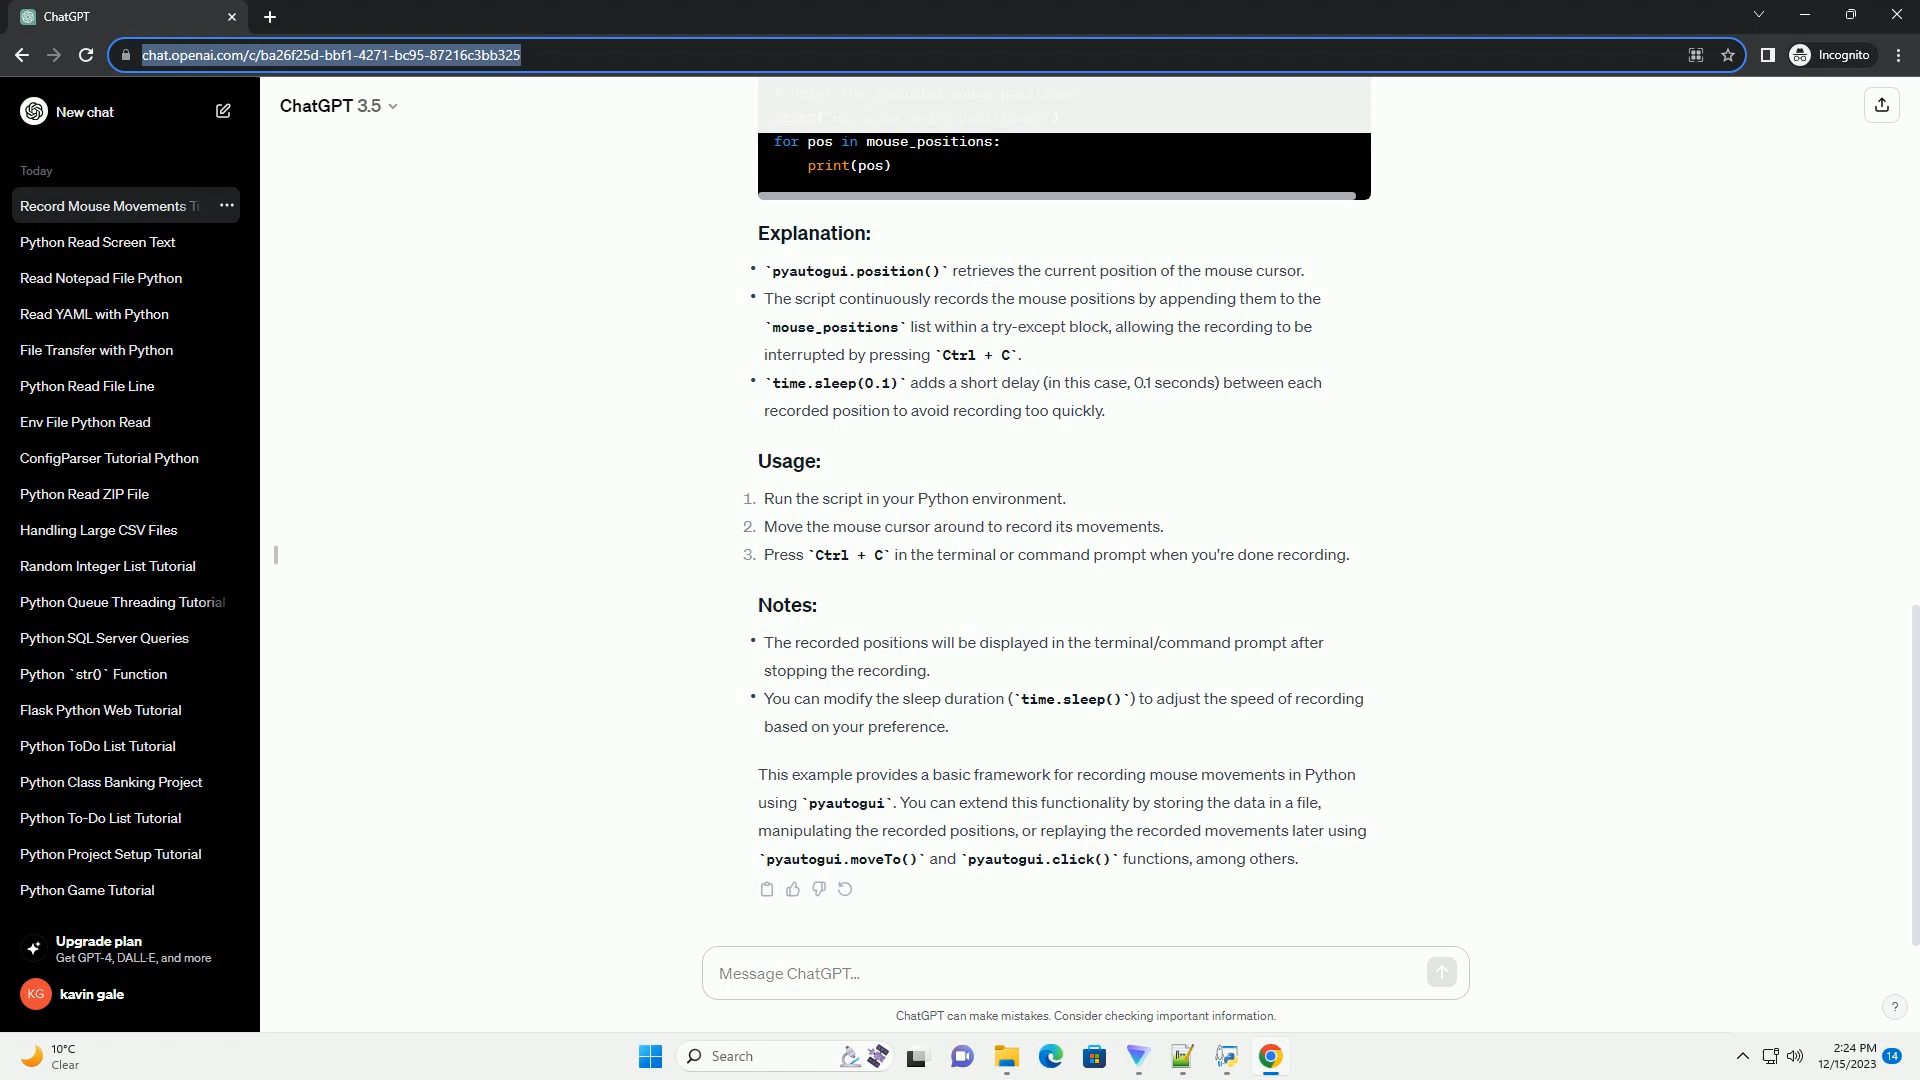 ChatGPT
chat.openai.com/c/ba26f25d-bbf1-4271-bc95-87216c3bb325
Incognito
New chat
ChatGPT 3.5
Today
Record Mouse Movements
Python Read Screen Text
Read Notepad File Python
Read YAML with Python
File Transfer with Python
Python Read File Line
Env File Python Read
ConfigParser Tutorial Python
Python Read ZIP File
Handling Large CSV Files
Random Integer List Tutorial
Python Queue Threading Tutorial
Python SQL Server Queries
Python `str()` Function
Flask Python Web Tutorial
Python ToDo List Tutorial
Python Class Banking Project
Python To-Do List Tutorial
Python Project Setup Tutorial
Python Game Tutorial
Upgrade plan
Get GPT-4, DALL·E, and more
KG
kavin gale
for pos in mouse_positions:
print(pos)
Explanation:
• `pyautogui.position()` retrieves the current position of the mouse cursor.
• The script continuously records the mouse positions by appending them to the
`mouse_positions` list within a try-except block, allowing the recording to be
interrupted by pressing `Ctrl + C`.
• `time.sleep(0.1)` adds a short delay (in this case, 0.1 seconds) between each
recorded position to avoid recording too quickly.
Usage:
1. Run the script in your Python environment.
2. Move the mouse cursor around to record its movements.
3. Press `Ctrl + C` in the terminal or command prompt when you're done recording.
Notes:
• The recorded positions will be displayed in the terminal/command prompt after
stopping the recording.
• You can modify the sleep duration (`time.sleep()`) to adjust the speed of recording
based on your preference.
This example provides a basic framework for recording mouse movements in Python
using `pyautogui`. You can extend this functionality by storing the data in a file,
manipulating the recorded positions, or replaying the recorded movements later using
`pyautogui.moveTo()` and `pyautogui.click()` functions, among others.
Message ChatGPT...
ChatGPT can make mistakes. Consider checking important information.
?
10°C
Clear
Search
2:24 PM
12/15/2023
14